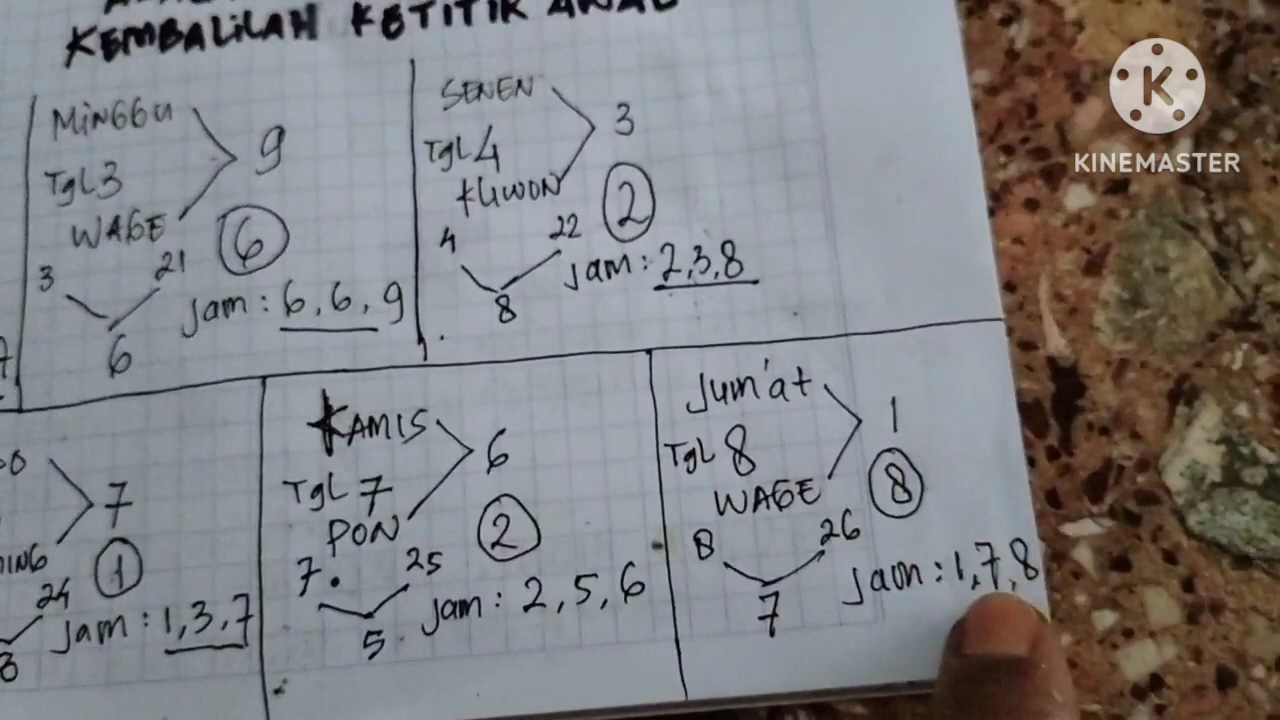 KEMBALILAH KETITIK AWAL
MINGGU
Tgl 3
WAGE
9
6
3
21
6
Jam: 6, 6, 9
SENEN
Tgl 4
KLIWON
3
2
4
22
8
Jam: 2,3,8
7
1
24
Jam: 1,3,7
KAMIS
Tgl 7
PON
6
2
7.
25
5
Jam: 2, 5, 6
Jum'at
Tgl 8
WAGE
1
8
8
26
7
Jam: 1,7,8
K
KINEMASTER